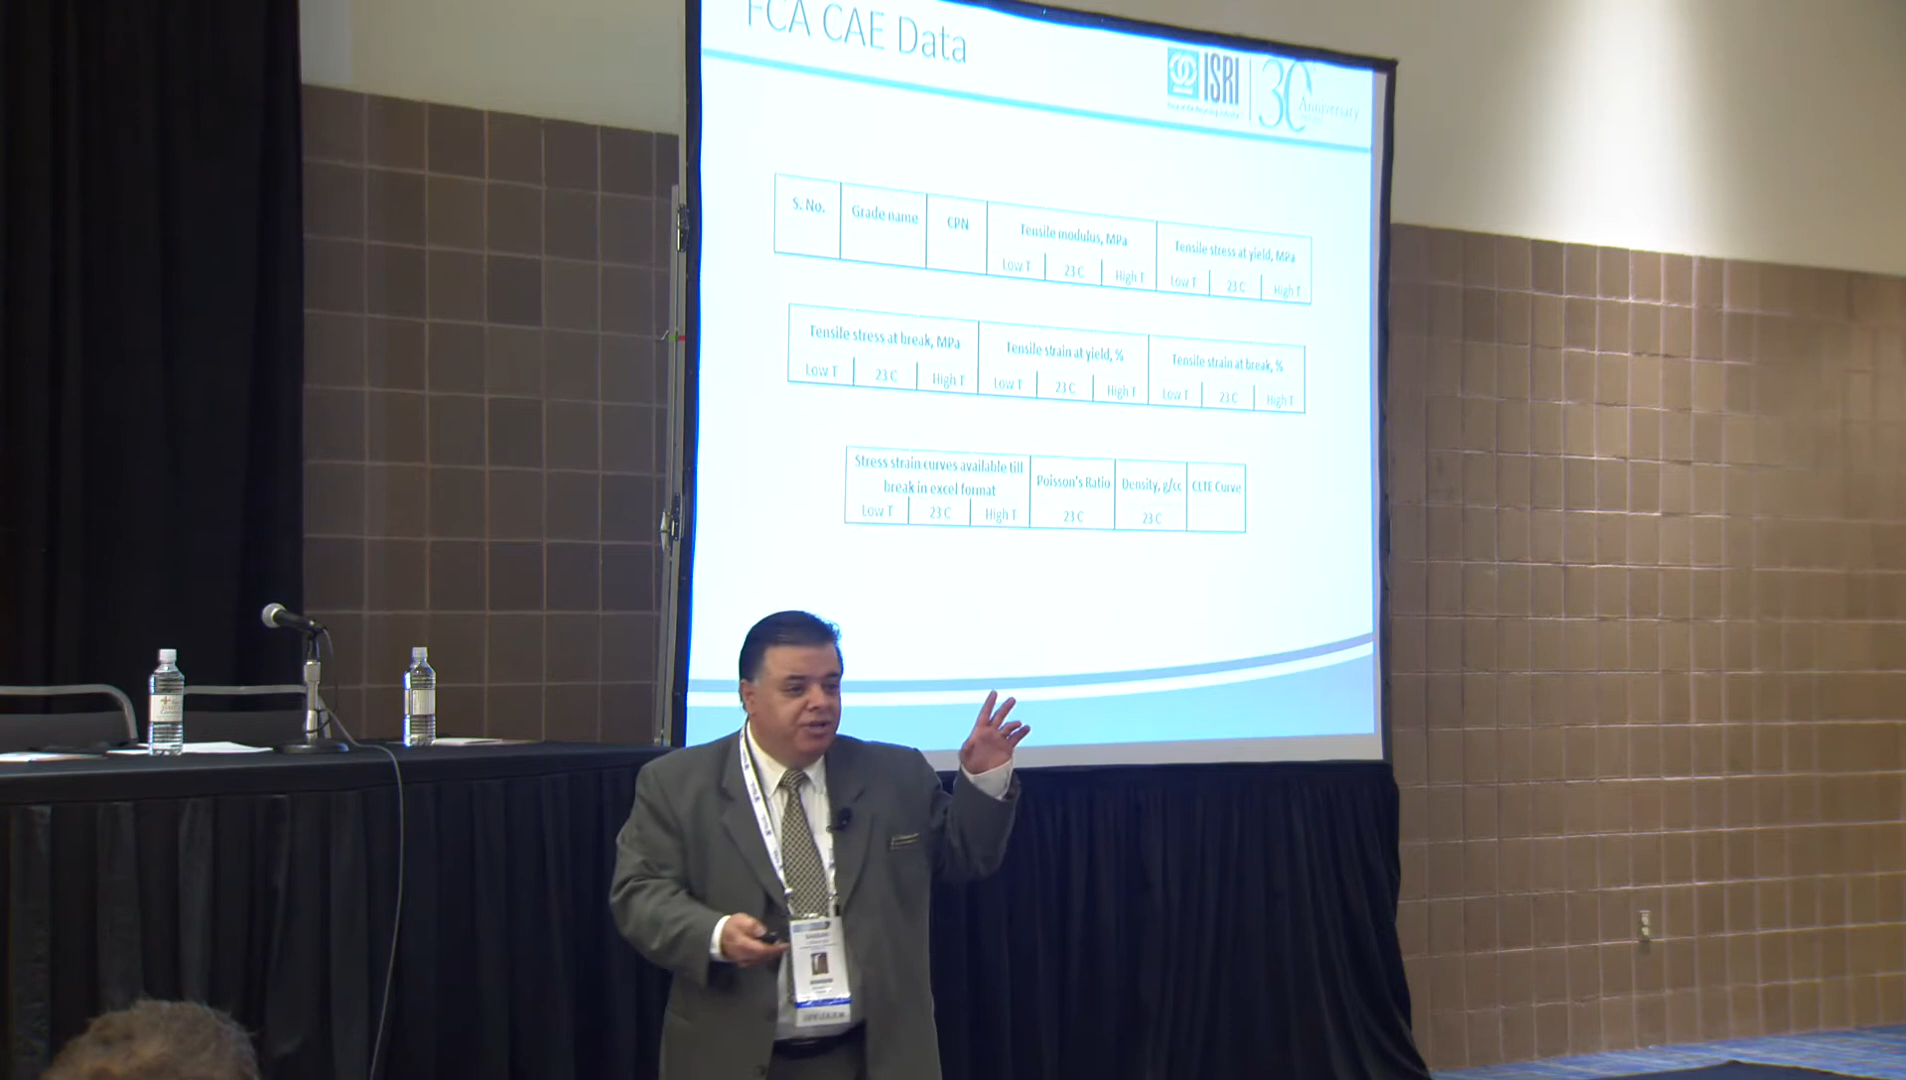 FCA CAE Data
ISRI
30 Anniversary
S. No.
Grade name
CPN
Tensile modulus, MPa
Low T
23 C
High T
Tensile stress at yield, MPa
Low T
23 C
High T
Tensile stress at break, MPa
Low T
23 C
High T
Tensile strain at yield, %
Low T
23 C
High T
Tensile strain at break, %
Low T
23 C
High T
Stress strain curves available till
break in excel format
Low T
23 C
High T
Poisson's Ratio
23 C
Density, g/cc
23 C
CLTE Curve